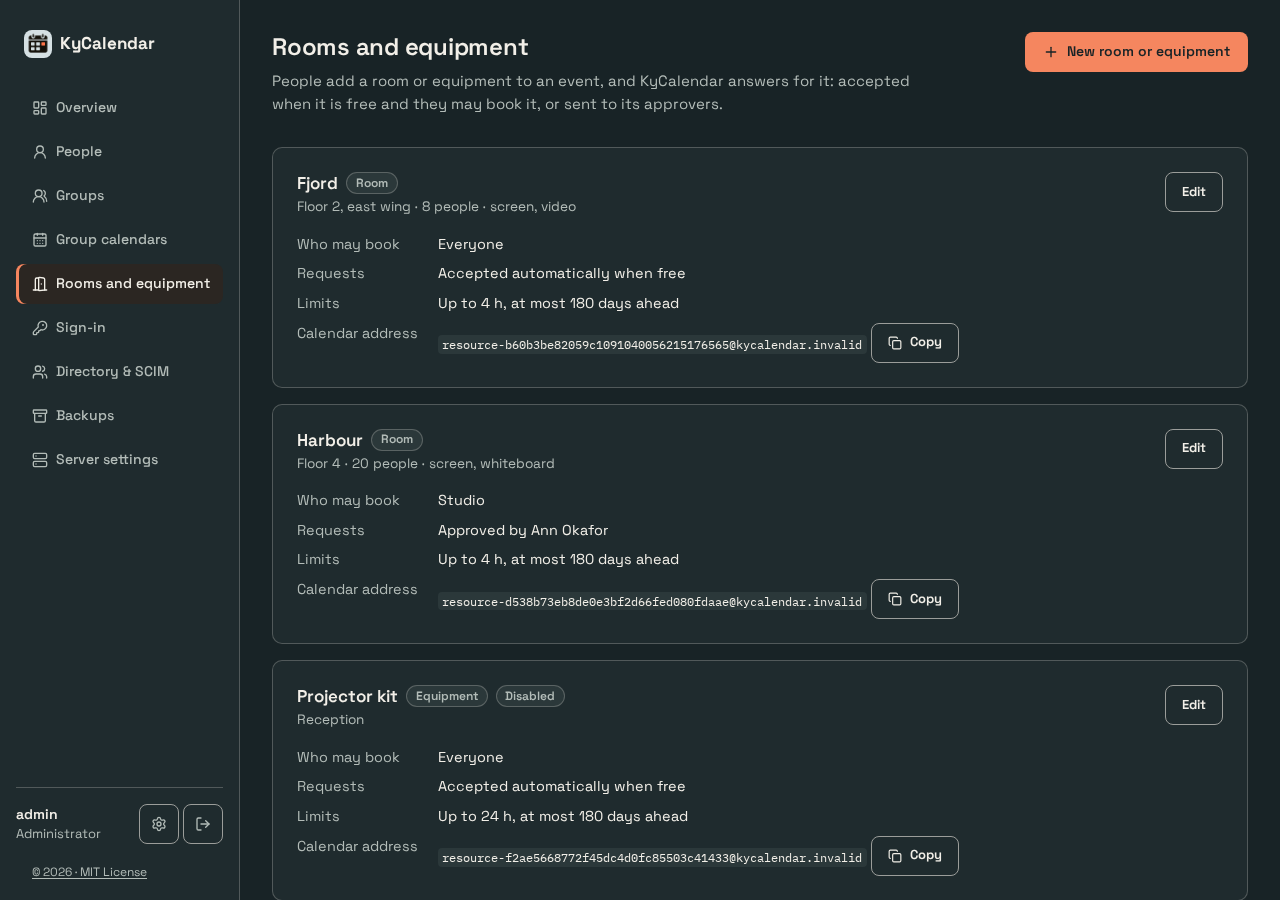 KyCalendar
Overview
People
Groups
Group calendars
Rooms and equipment
Sign-in
Directory & SCIM
Backups
Server settings
admin
Administrator
© 2026 · MIT License
Rooms and equipment
New room or equipment
People add a room or equipment to an event, and KyCalendar answers for it: accepted
when it is free and they may book it, or sent to its approvers.
Fjord Room
Edit
Floor 2, east wing · 8 people · screen, video
Who may book Everyone
Requests Accepted automatically when free
Limits Up to 4 h, at most 180 days ahead
Calendar address resource-b60b3be82059c1091040056215176565@kycalendar.invalid Copy
Harbour Room
Edit
Floor 4 · 20 people · screen, whiteboard
Who may book Studio
Requests Approved by Ann Okafor
Limits Up to 4 h, at most 180 days ahead
Calendar address resource-d538b73eb8de0e3bf2d66fed080fdaae@kycalendar.invalid Copy
Projector kit Equipment Disabled
Edit
Reception
Who may book Everyone
Requests Accepted automatically when free
Limits Up to 24 h, at most 180 days ahead
Calendar address resource-f2ae5668772f45dc4d0fc85503c41433@kycalendar.invalid Copy